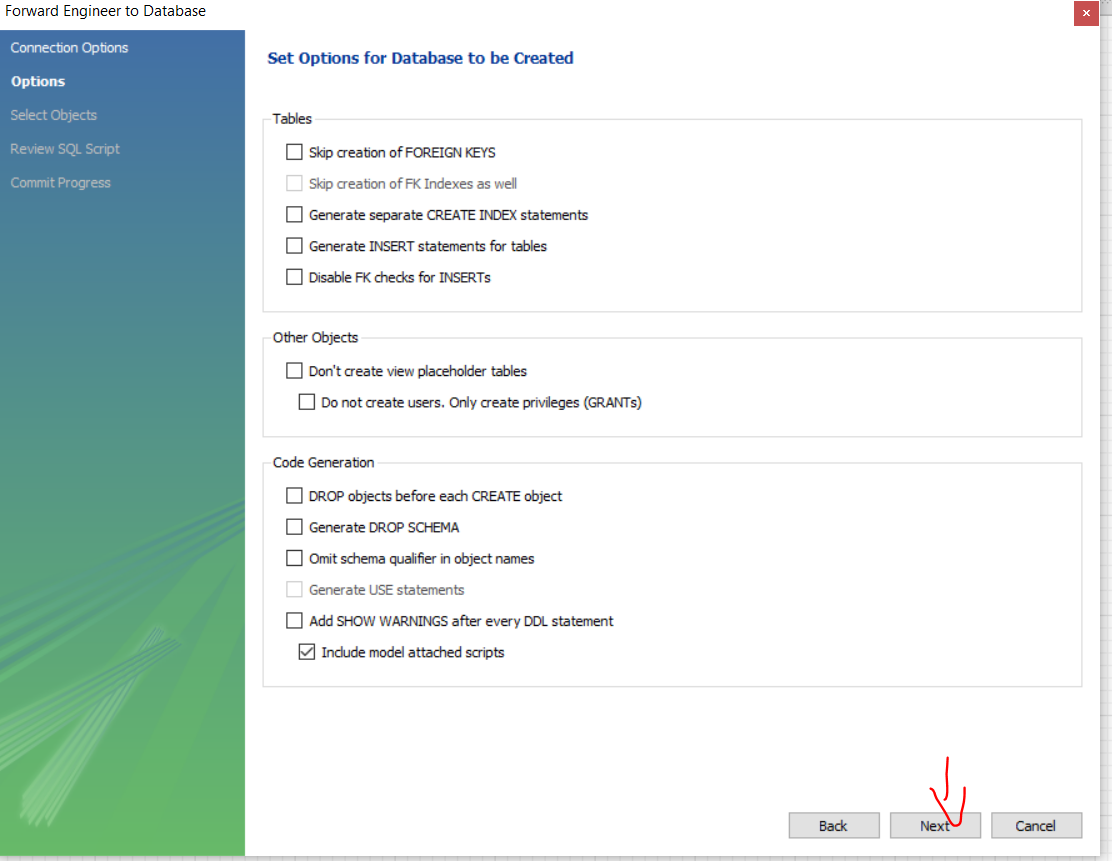 Forward Engineer to Database
Connection Options
Options
Select Objects
Review SQL Script
Commit Progress
Set Options for Database to be Created
Tables
Skip creation of FOREIGN KEYS
Skip creation of FK Indexes as well
Generate separate CREATE INDEX statements
Generate INSERT statements for tables
Disable FK checks for INSERTs
Other Objects
Don't create view placeholder tables
Do not create users. Only create privileges (GRANTs)
Code Generation
DROP objects before each CREATE object
Generate DROP SCHEMA
Omit schema qualifier in object names
Generate USE statements
Add SHOW WARNINGS after every DDL statement
Include model attached scripts
Back Next Cancel